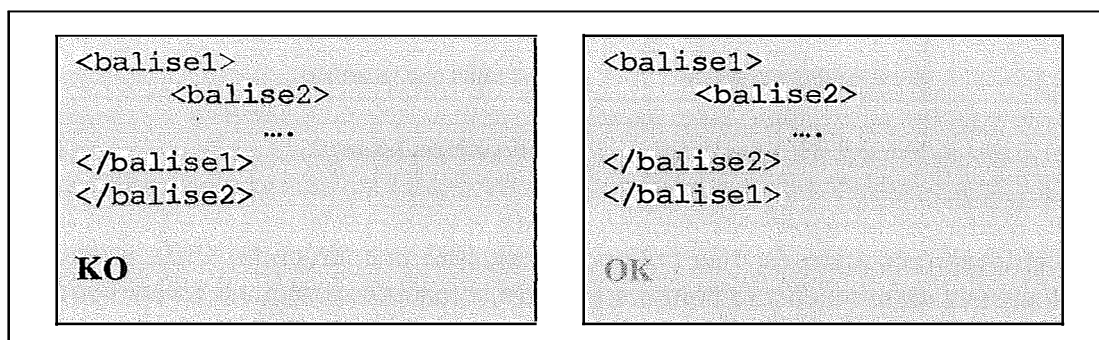 <balise1>
<balise2>
....
</balise1>
</balise2>
KO
<balise1>
<balise2>
....
</balise2>
</balise1>
OK